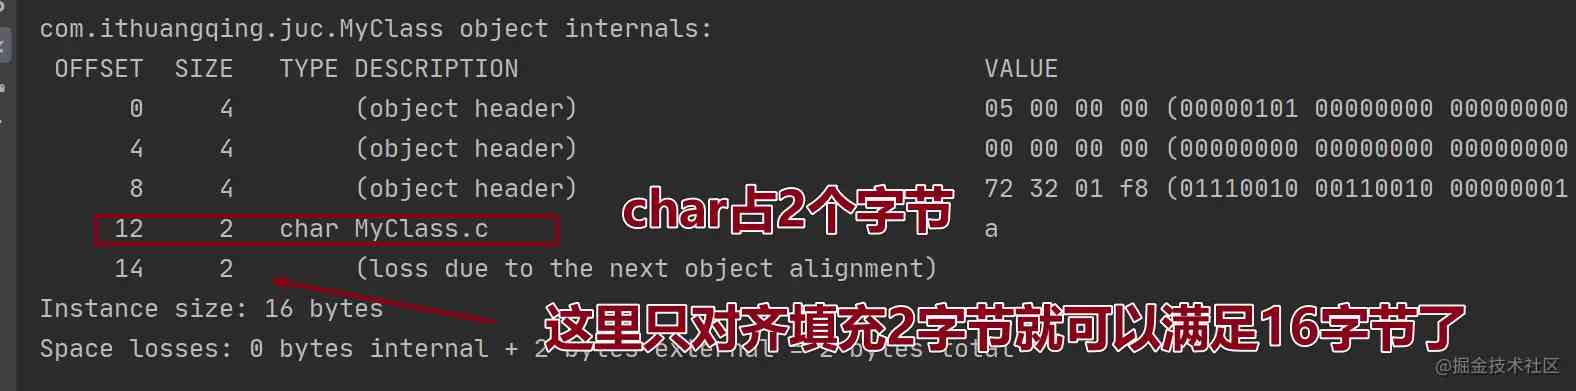 com.ithuangqing.juc.MyClass object internals:
OFFSET SIZE TYPE DESCRIPTION VALUE
0 4 (object header) 05 00 00 00 (00000101 00000000 00000000
4 4 (object header) 00 00 00 00 (00000000 00000000 00000000
8 4 (object header) 72 32 01 f8 (01110010 00110010 00000001
char占2个字节
12 2 char MyClass.c a
14 2 (loss due to the next object alignment)
Instance size: 16 bytes
这里只对齐填充2字节就可以满足16字节了
Space losses: 0 bytes internal + 2 bytes external = 2 bytes total
@掘金技术社区